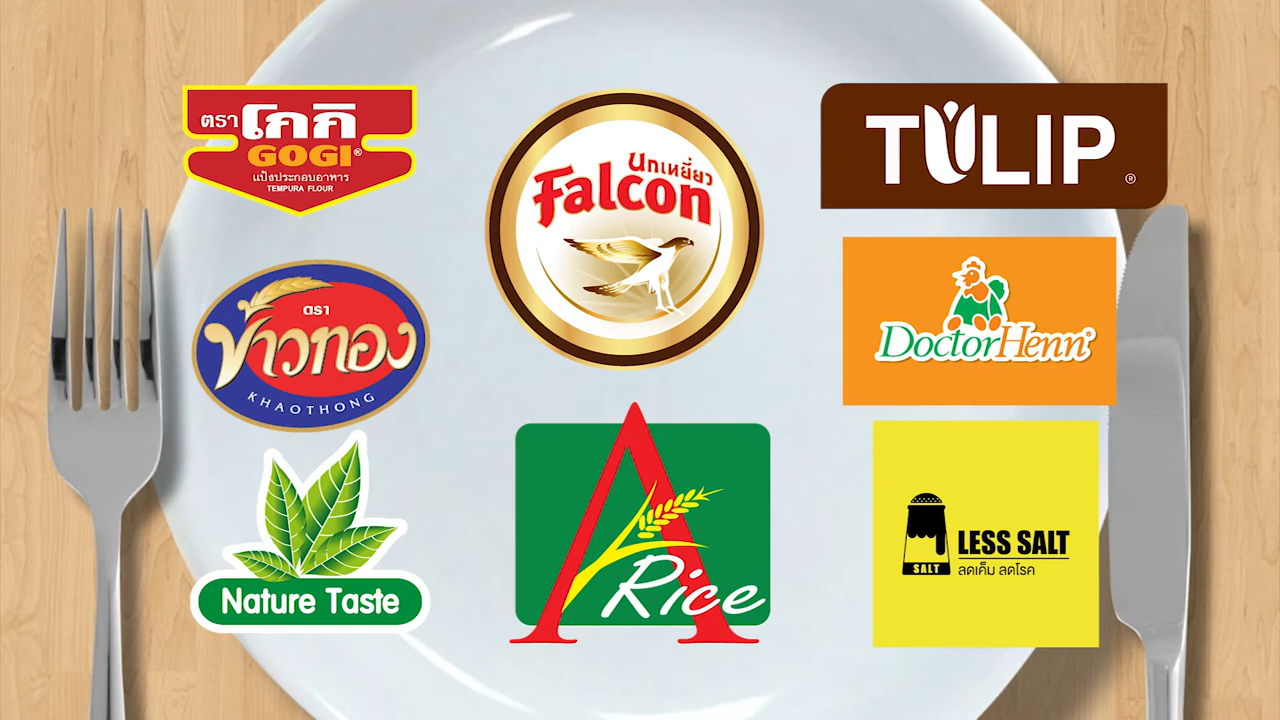 ตรา โกกิ
GOGI®
แป้งประกอบอาหาร
TEMPURA FLOUR
นกเหยี่ยว
Falcon
TULIP ®
ตรา
ข้าวทอง
KHAOTHONG
DoctorHenn®
Nature Taste
A Rice
SALT
LESS SALT
ลดเค็ม ลดโรค